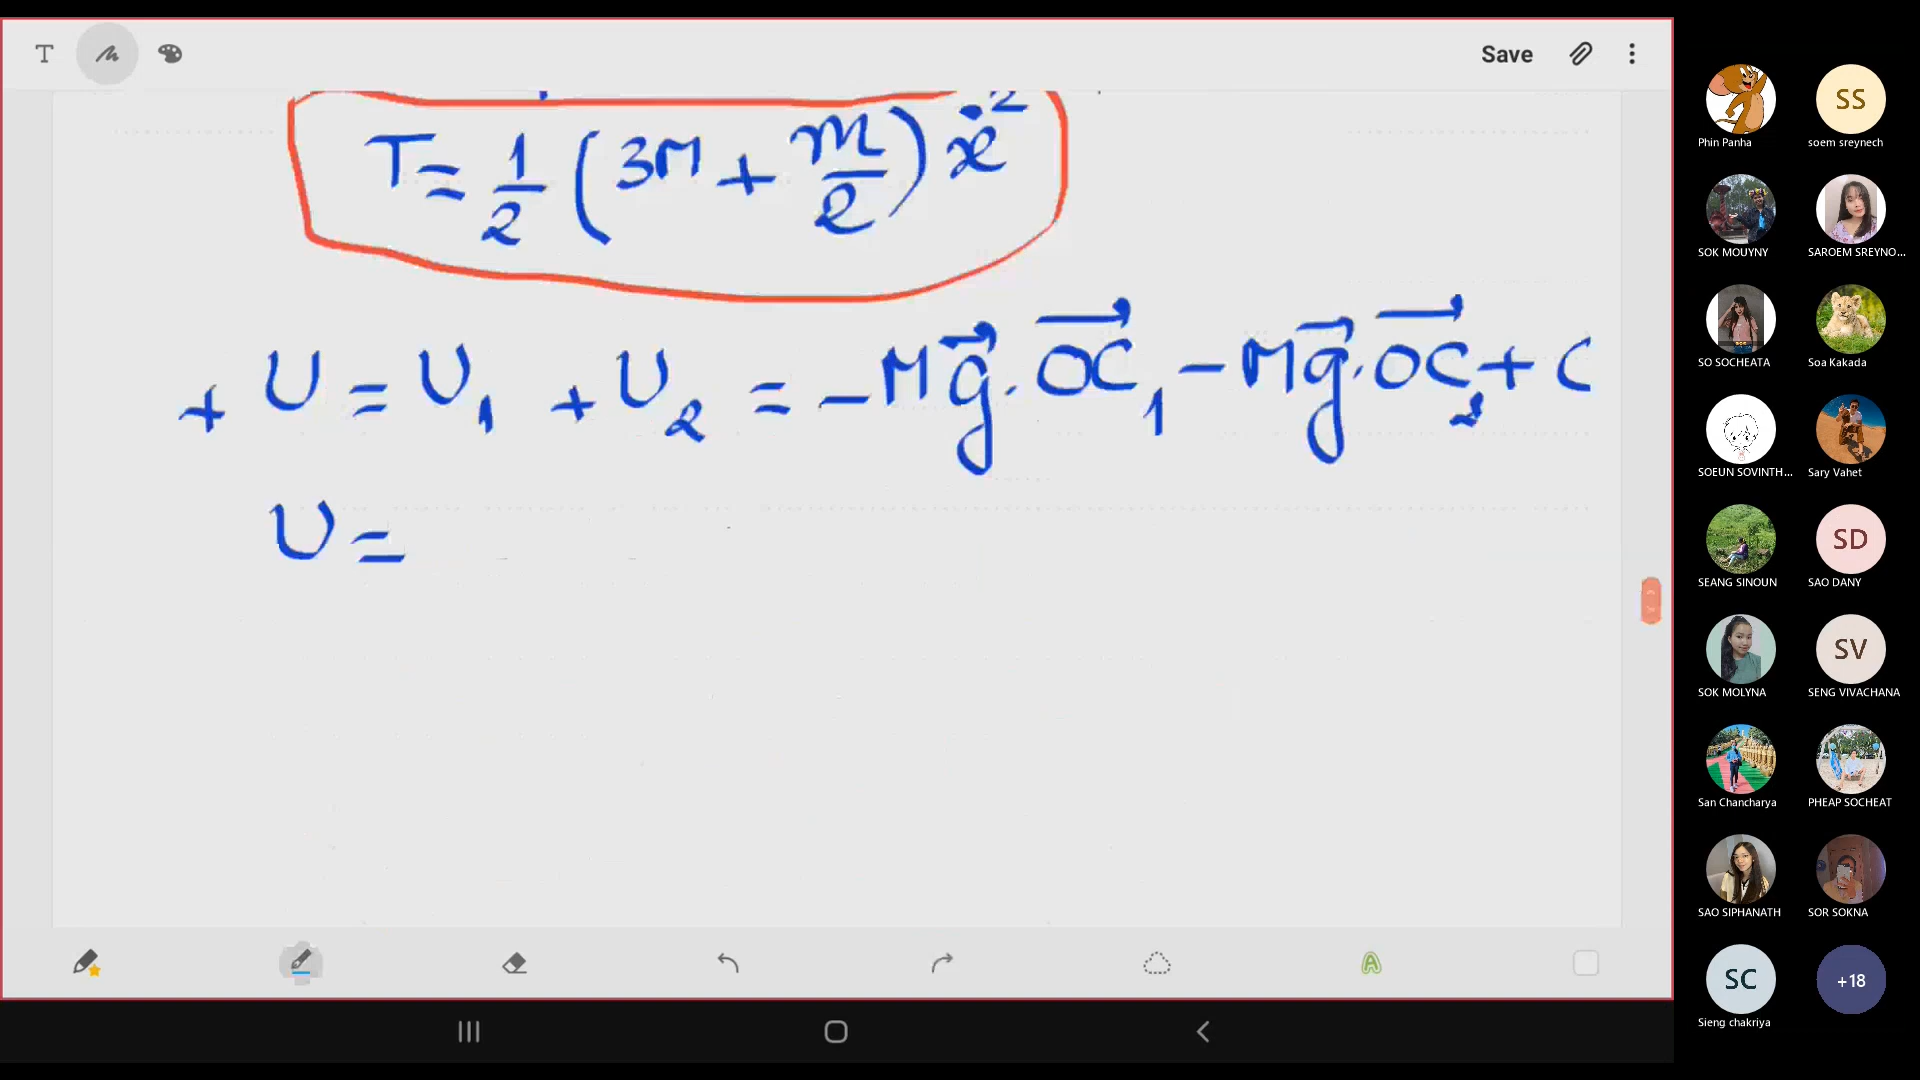 T
Save
T = 1/2 (3M + m/2) ẋ²
+ U = U₁ + U₂ = -Mg⃗.OC⃗₁ - Mg⃗.OC⃗₂ + C
U =
A
Phin Panha
SS
soem sreynech
SOK MOUYNY
SAROEM SREYNO...
SO SOCHEATA
Soa Kakada
SOEUN SOVINTH...
Sary Vahet
SEANG SINOUN
SD
SAO DANY
SOK MOLYNA
SV
SENG VIVACHANA
San Chancharya
PHEAP SOCHEAT
SAO SIPHANATH
SOR SOKNA
SC
Sieng chakriya
+18